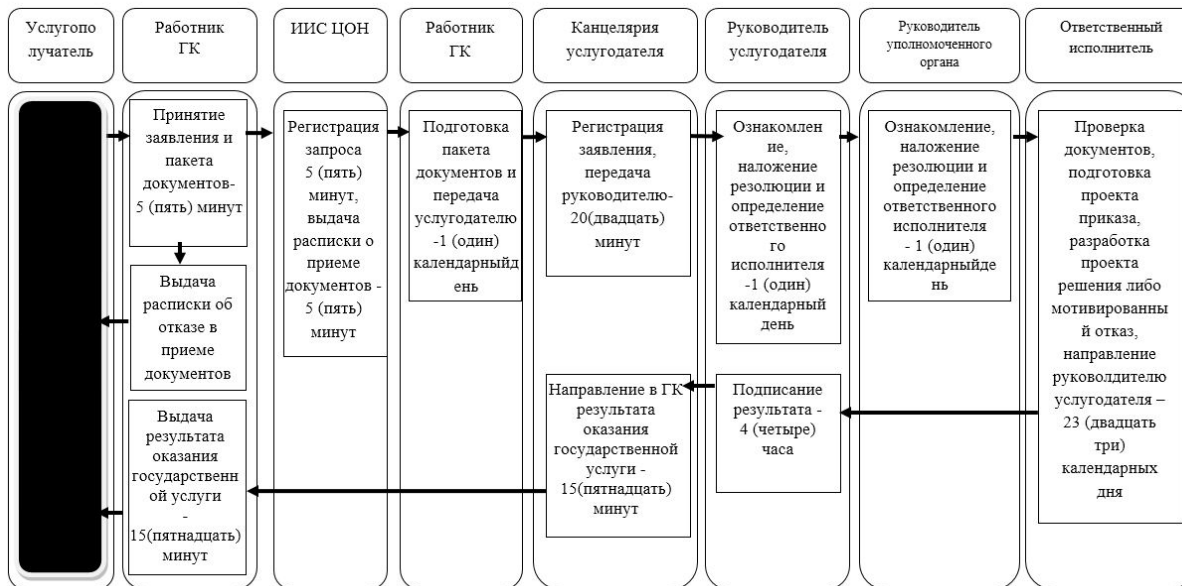 Услугопо
лучатель
Работник
ГК
ИИС ЦОН
Работник
ГК
Канцелярия
услугодателя
Руководитель
услугодателя
Руководитель
уполномоченного
органа
Ответственный
исполнитель
Принятие
заявления и
пакета
документов-
5 (пять) минут
Выдача
расписки об
отказе в
приеме
документов
Выдача
результата
оказания
государственн
ой услуги
-
15(пятнадцать)
минут
Регистрация
запроса
5 (пять)
минут,
выдача
расписки о
приеме
документов -
5 (пять)
минут
Подготовка
пакета
документов и
передача
услугодателю
-1 (один)
календарныйд
ень
Регистрация
заявления,
передача
руководителю-
20(двадцать)
минут
Направление в ГК
результата
оказания
государственной
услуги -
15(пятнадцать)
минут
Ознакомлен
ие,
наложение
резолюции и
определение
ответственно
го
исполнителя
-1 (один)
календарный
день
Подписание
результата -
4 (четыре)
часа
Ознакомление,
наложение
резолюции и
определение
ответственного
исполнителя
- 1 (один)
календарныйде
нь
Проверка
документов,
подготовка
проекта
приказа,
разработка
проекта
решения либо
мотивированны
й отказ,
направление
руковолдителю
услугодателя –
23 (двадцать
три)
календарных
дня